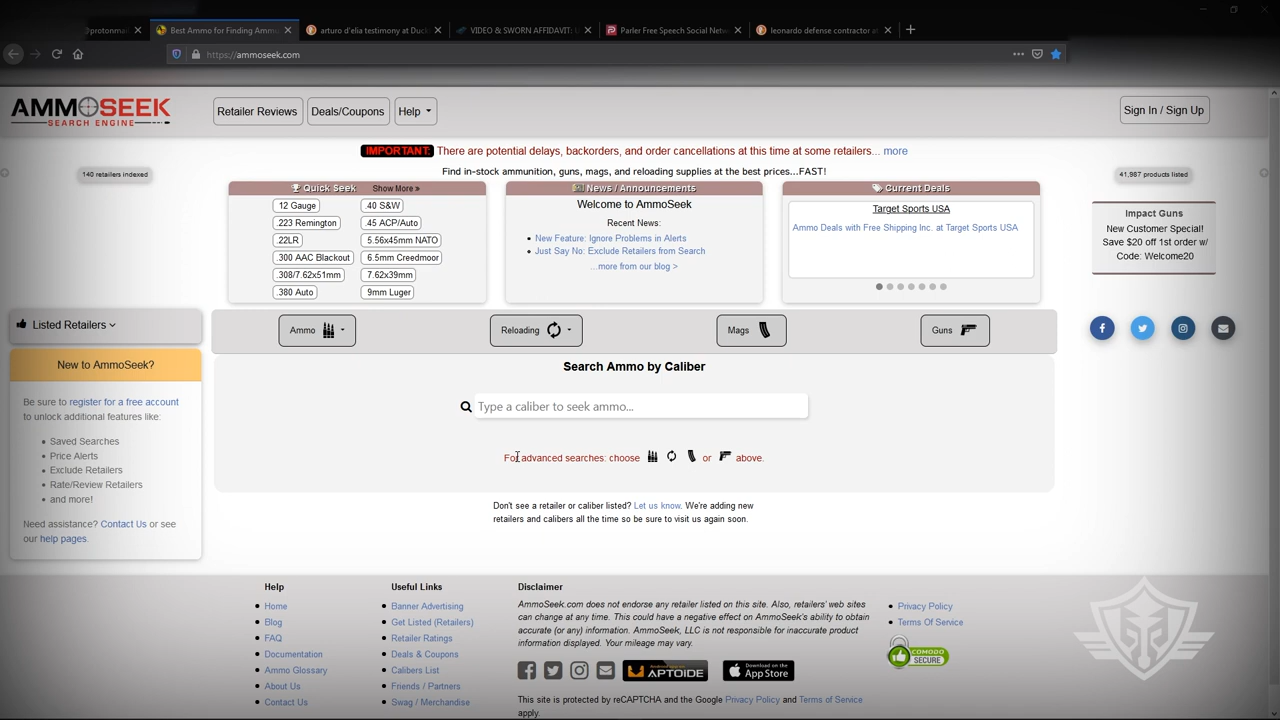 @protonmai
Best Ammo for Finding Ammo
arturo d'elia testimony at Duck
VIDEO & SWORN AFFIDAVIT: U
Parler Free Speech Social Netw
leonardo defense contractor at
https://ammoseek.com
AMMOSEEK
SEARCH ENGINE
Retailer Reviews
Deals/Coupons
Help
Sign In / Sign Up
IMPORTANT: There are potential delays, backorders, and order cancellations at this time at some retailers... more
140 retailers indexed
Find in-stock ammunition, guns, mags, and reloading supplies at the best prices...FAST!
41,987 products listed
Quick Seek Show More »
12 Gauge
.40 S&W
.223 Remington
.45 ACP/Auto
.22LR
5.56x45mm NATO
.300 AAC Blackout
6.5mm Creedmoor
.308/7.62x51mm
7.62x39mm
.380 Auto
9mm Luger
News / Announcements
Welcome to AmmoSeek
Recent News:
New Feature: Ignore Problems in Alerts
Just Say No: Exclude Retailers from Search
...more from our blog >
Current Deals
Target Sports USA
Ammo Deals with Free Shipping Inc. at Target Sports USA
Impact Guns
New Customer Special!
Save $20 off 1st order w/
Code: Welcome20
Listed Retailers
Ammo
Reloading
Mags
Guns
New to AmmoSeek?
Be sure to register for a free account
to unlock additional features like:
Saved Searches
Price Alerts
Exclude Retailers
Rate/Review Retailers
and more!
Need assistance? Contact Us or see
our help pages.
Search Ammo by Caliber
Type a caliber to seek ammo...
For advanced searches: choose or above.
Don't see a retailer or caliber listed? Let us know. We're adding new
retailers and calibers all the time so be sure to visit us again soon.
Help
Home
Blog
FAQ
Documentation
Ammo Glossary
About Us
Contact Us
Useful Links
Banner Advertising
Get Listed (Retailers)
Retailer Ratings
Deals & Coupons
Calibers List
Friends / Partners
Swag / Merchandise
Disclaimer
AmmoSeek.com does not endorse any retailer listed on this site. Also, retailers' web sites
can change at any time. This could have a negative effect on AmmoSeek's ability to obtain
accurate (or any) information. AmmoSeek, LLC is not responsible for inaccurate product
information displayed. Your mileage may vary.
APTOIDE
Download on the
App Store
This site is protected by reCAPTCHA and the Google Privacy Policy and Terms of Service
apply.
Privacy Policy
Terms Of Service
COMODO
SECURE